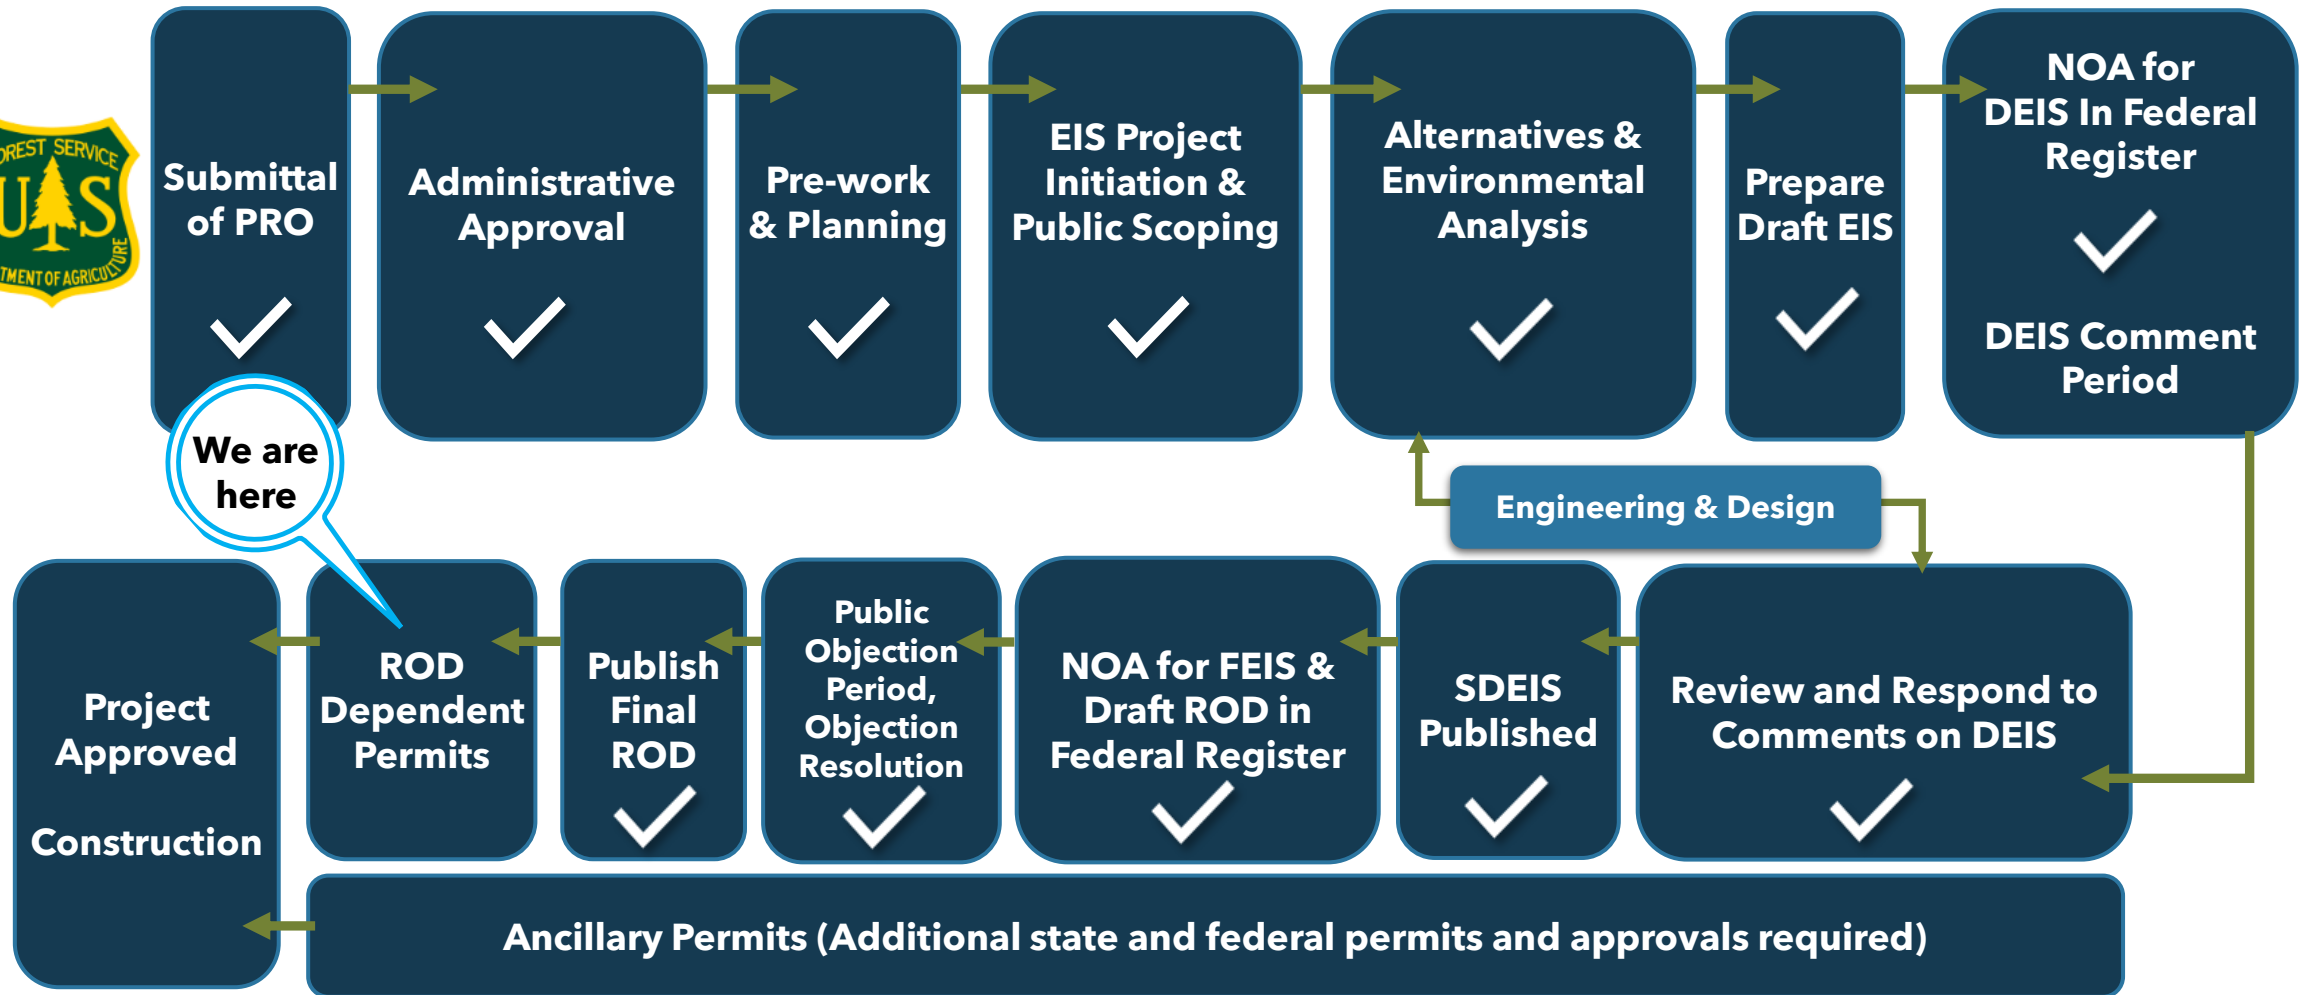 FOREST SERVICE
US
DEPARTMENT OF AGRICULTURE
Submittal
of PRO
Administrative
Approval
Pre-work
& Planning
EIS Project
Initiation &
Public Scoping
Alternatives &
Environmental
Analysis
Prepare
Draft EIS
NOA for
DEIS In Federal
Register
DEIS Comment
Period
We are
here
Engineering & Design
Project
Approved
Construction
ROD
Dependent
Permits
Publish
Final
ROD
Public
Objection
Period,
Objection
Resolution
NOA for FEIS &
Draft ROD in
Federal Register
SDEIS
Published
Review and Respond to
Comments on DEIS
Ancillary Permits (Additional state and federal permits and approvals required)